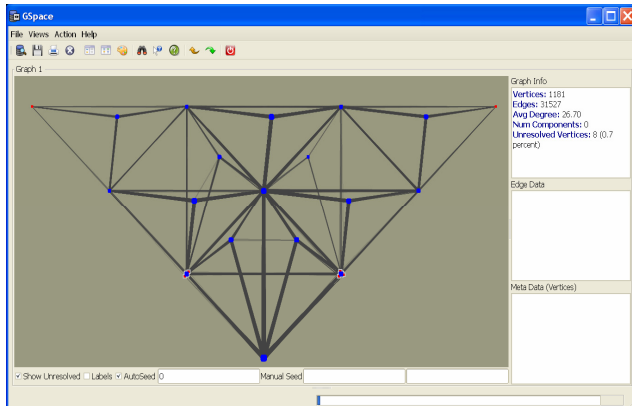 GSpace
File Views Action Help
Graph 1
Graph Info
Vertices: 1181
Edges: 31527
Avg Degree: 26.70
Num Components: 0
Unresolved Vertices: 8 (0.7
percent)
Edge Data
Meta Data (Vertices)
Show Unresolved Labels AutoSeed 0 Manual Seed